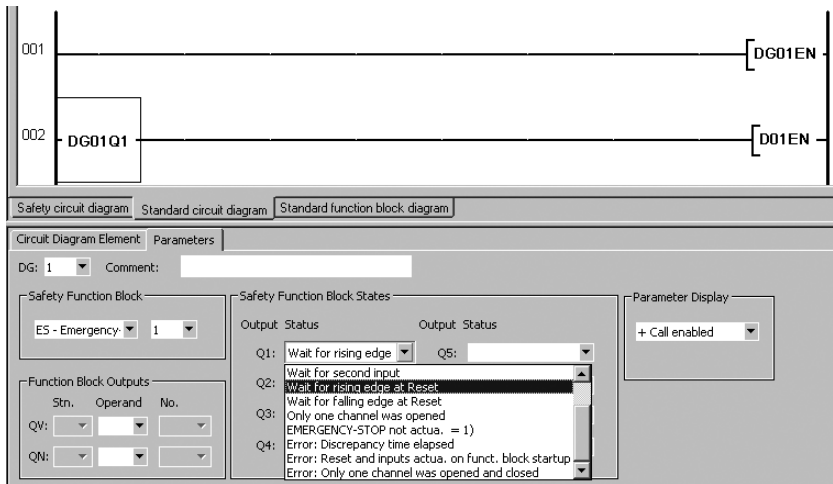 001
DG01EN
002
DG01Q1
D01EN
Safety circuit diagram Standard circuit diagram Standard function block diagram
Circuit Diagram Element Parameters
DG: 1 Comment:
Safety Function Block
ES - Emergency- 1
Safety Function Block States
Output Status Output Status
Q1: Wait for rising edge Q5:
Parameter Display
+ Call enabled
Function Block Outputs
Stn. Operand No.
QV:
QN:
Q2:
Q3:
Q4:
Wait for second input
Wait for rising edge at Reset
Wait for falling edge at Reset
Only one channel was opened
EMERGENCY-STOP not actua. = 1)
Error: Discrepancy time elapsed
Error: Reset and inputs actua. on funct. block startup
Error: Only one channel was opened and closed